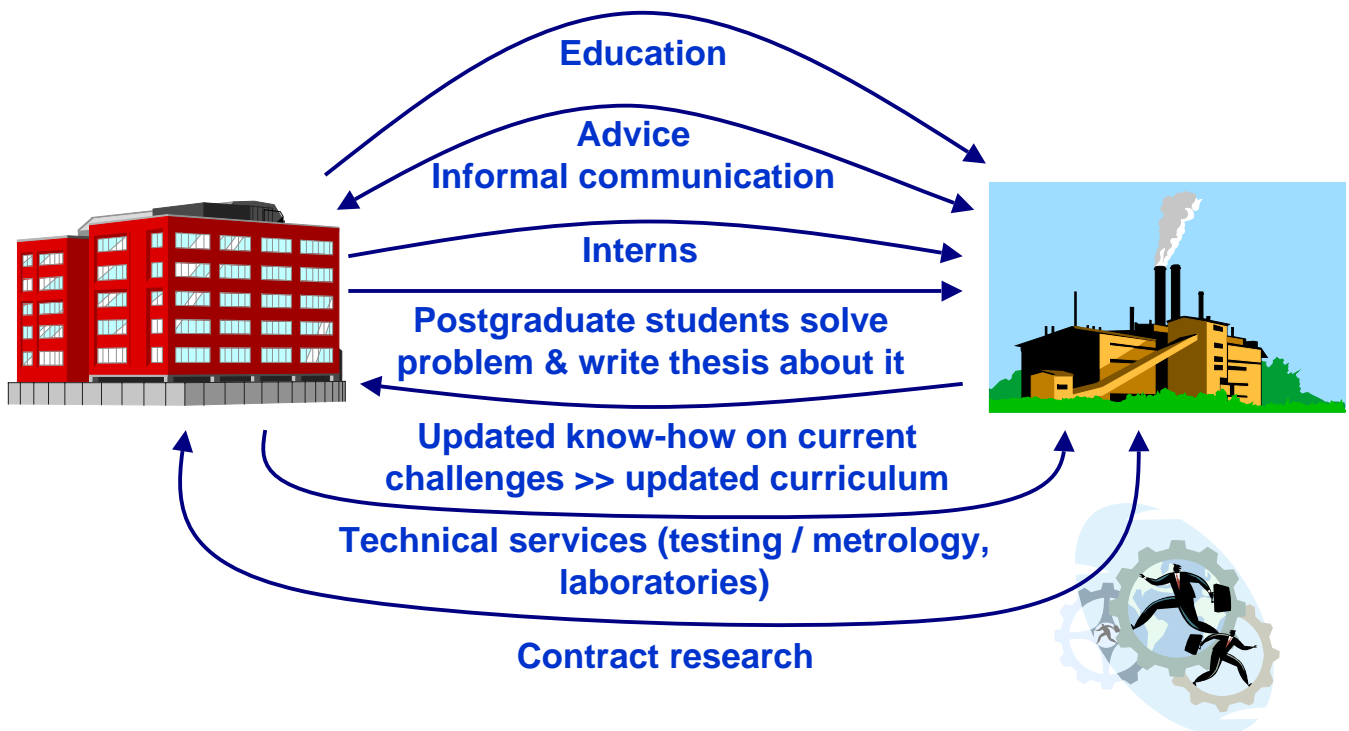 Education
Advice
Informal communication
Interns
Postgraduate students solve
problem & write thesis about it
Updated know-how on current
challenges >> updated curriculum
Technical services (testing / metrology,
laboratories)
Contract research